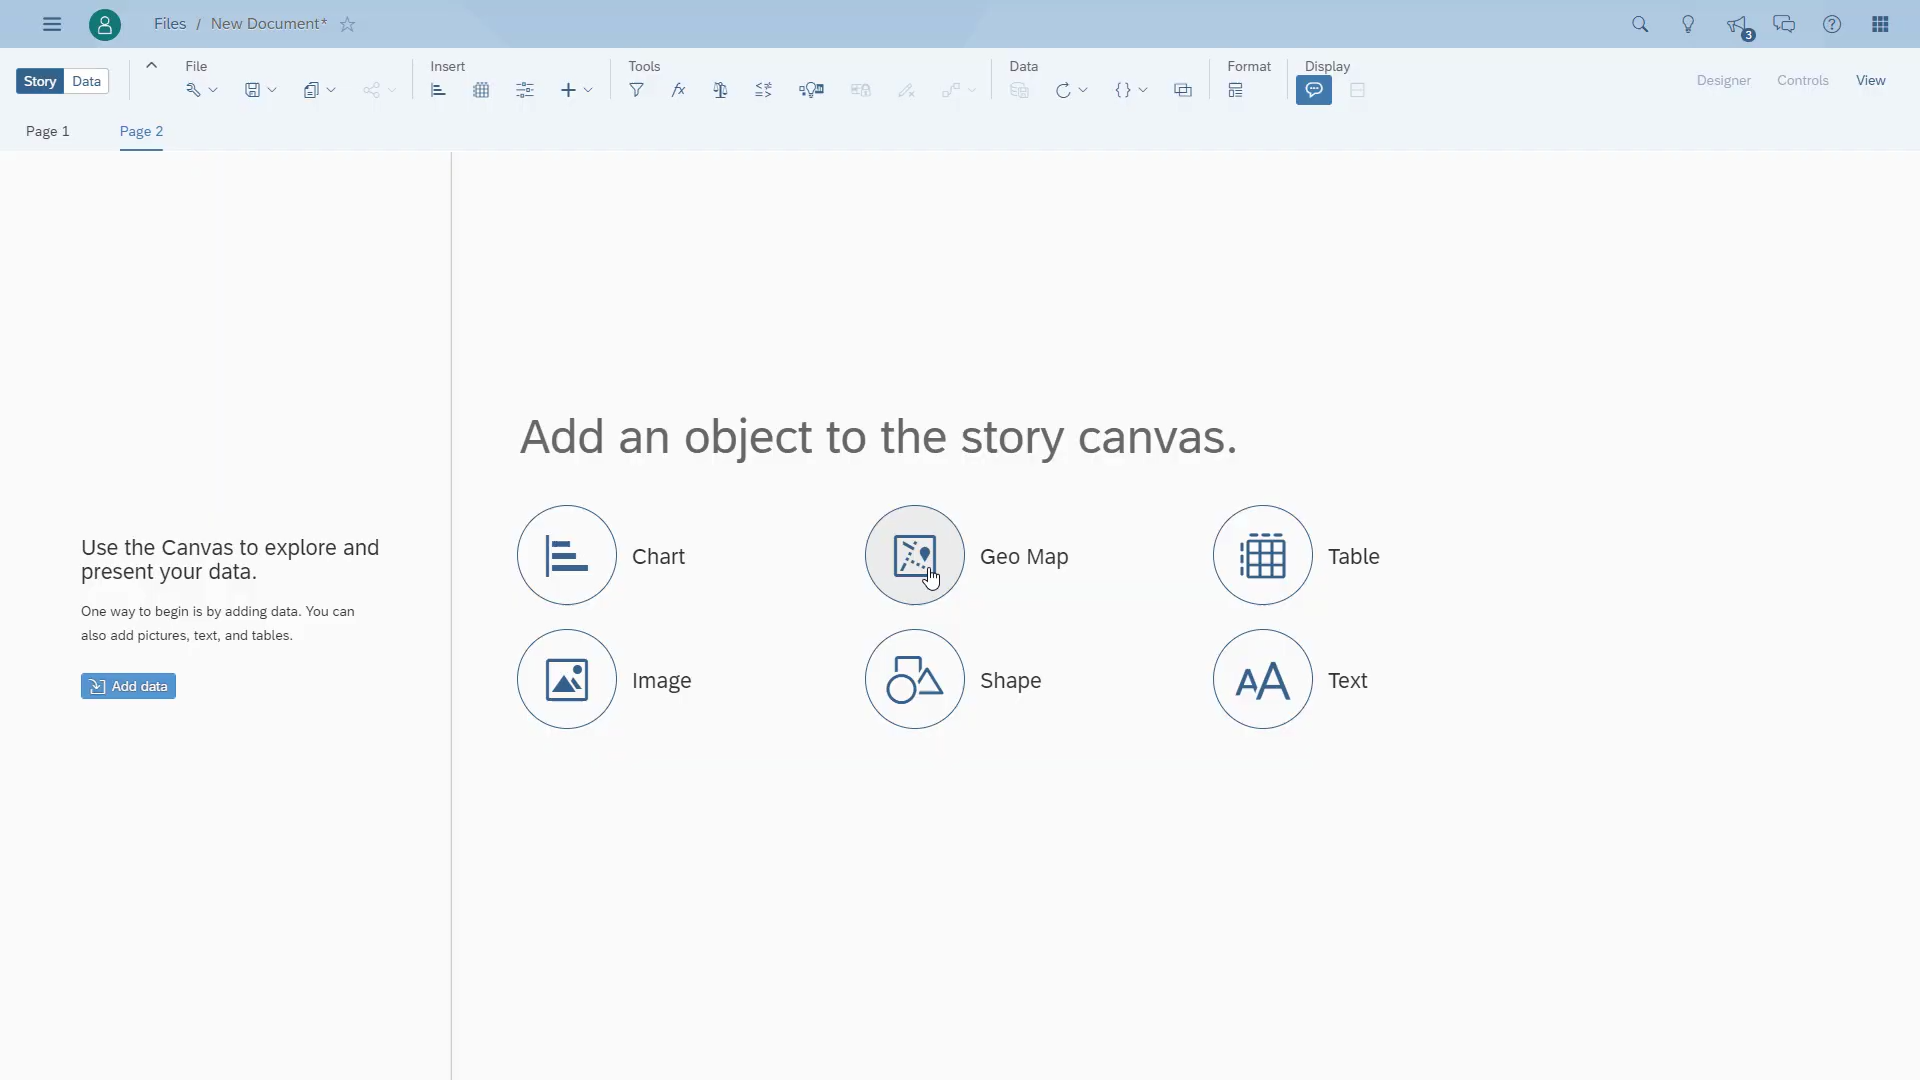 Files / New Document*
3
Story Data
File Insert Tools Data Format Display
Designer Controls View
Page 1 Page 2
Add an object to the story canvas.
Use the Canvas to explore and
present your data.
One way to begin is by adding data. You can
also add pictures, text, and tables.
Add data
Chart Geo Map Table
Image Shape Text